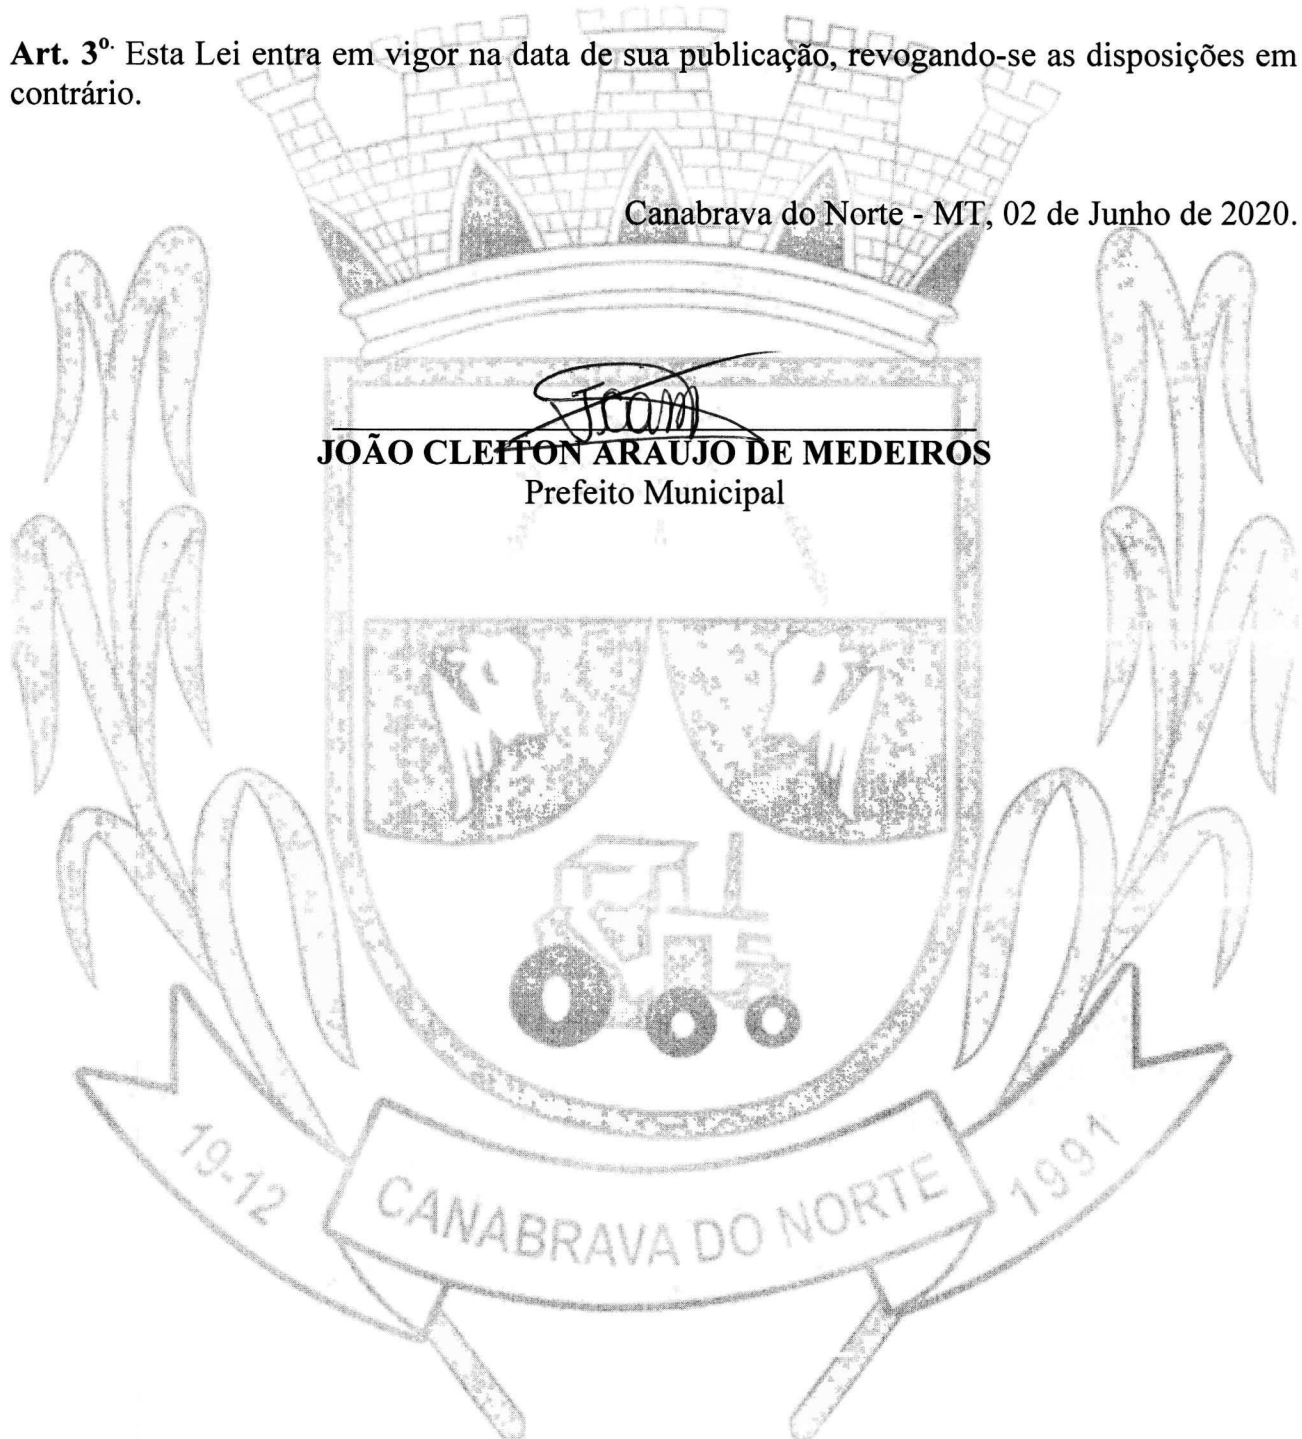 Art. 3º. Esta Lei entra em vigor na data de sua publicação, revogando-se as disposições em
contrário.
Canabrava do Norte - MT, 02 de Junho de 2020.
JOÃO CLEITON ARAUJO DE MEDEIROS
Prefeito Municipal
19-12
CANABRAVA DO NORTE
1991